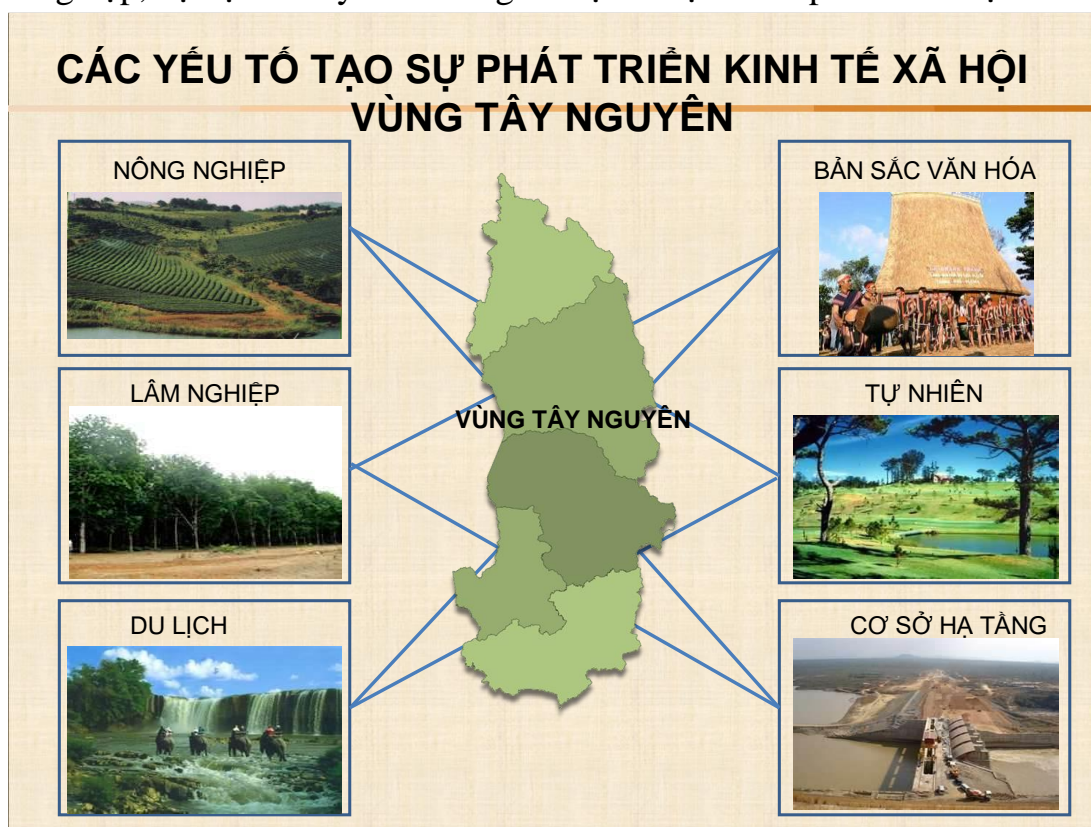 CÁC YẾU TỐ TẠO SỰ PHÁT TRIỂN KINH TẾ XÃ HỘI
VÙNG TÂY NGUYÊN
NÔNG NGHIỆP
BẢN SẮC VĂN HÓA
LÂM NGHIỆP
TỰ NHIÊN
VÙNG TÂY NGUYÊN
DU LỊCH
CƠ SỞ HẠ TẦNG